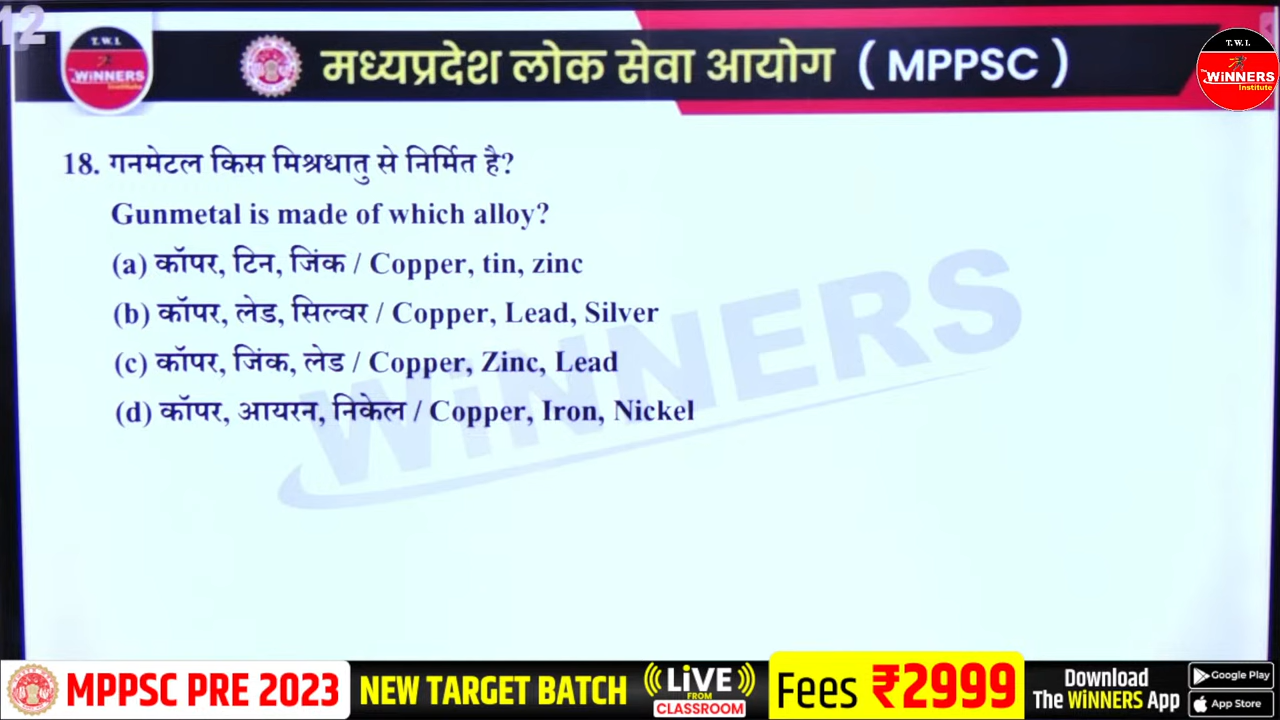 12
T.W.I.
The WiNNERS
Institute
मध्यप्रदेश लोक सेवा आयोग ( MPPSC )
T.W.I.
The WiNNERS
Institute
18. गनमेटल किस मिश्रधातु से निर्मित है?
Gunmetal is made of which alloy?
(a) कॉपर, टिन, जिंक / Copper, tin, zinc
(b) कॉपर, लेड, सिल्वर / Copper, Lead, Silver
(c) कॉपर, जिंक, लेड / Copper, Zinc, Lead
(d) कॉपर, आयरन, निकेल / Copper, Iron, Nickel
WiNNERS
MPPSC PRE 2023
NEW TARGET BATCH
LiVE
FROM
CLASSROOM
Fees ₹2999
Download
The WiNNERS App
Google Play
App Store